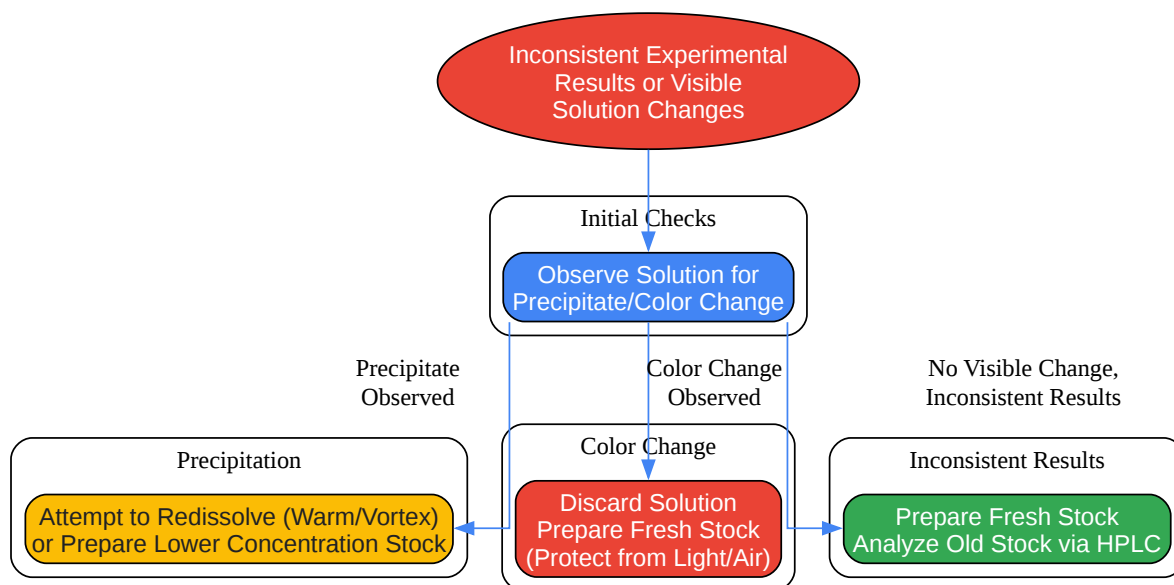 Inconsistent Experimental
Results or Visible
Solution Changes
Initial Checks
Observe Solution for
Precipitate/Color Change
Precipitate
Observed
Color Change
Observed
No Visible Change,
Inconsistent Results
Precipitation
Attempt to Redissolve (Warm/Vortex)
or Prepare Lower Concentration Stock
Color Change
Discard Solution
Prepare Fresh Stock
(Protect from Light/Air)
Inconsistent Results
Prepare Fresh Stock
Analyze Old Stock via HPLC